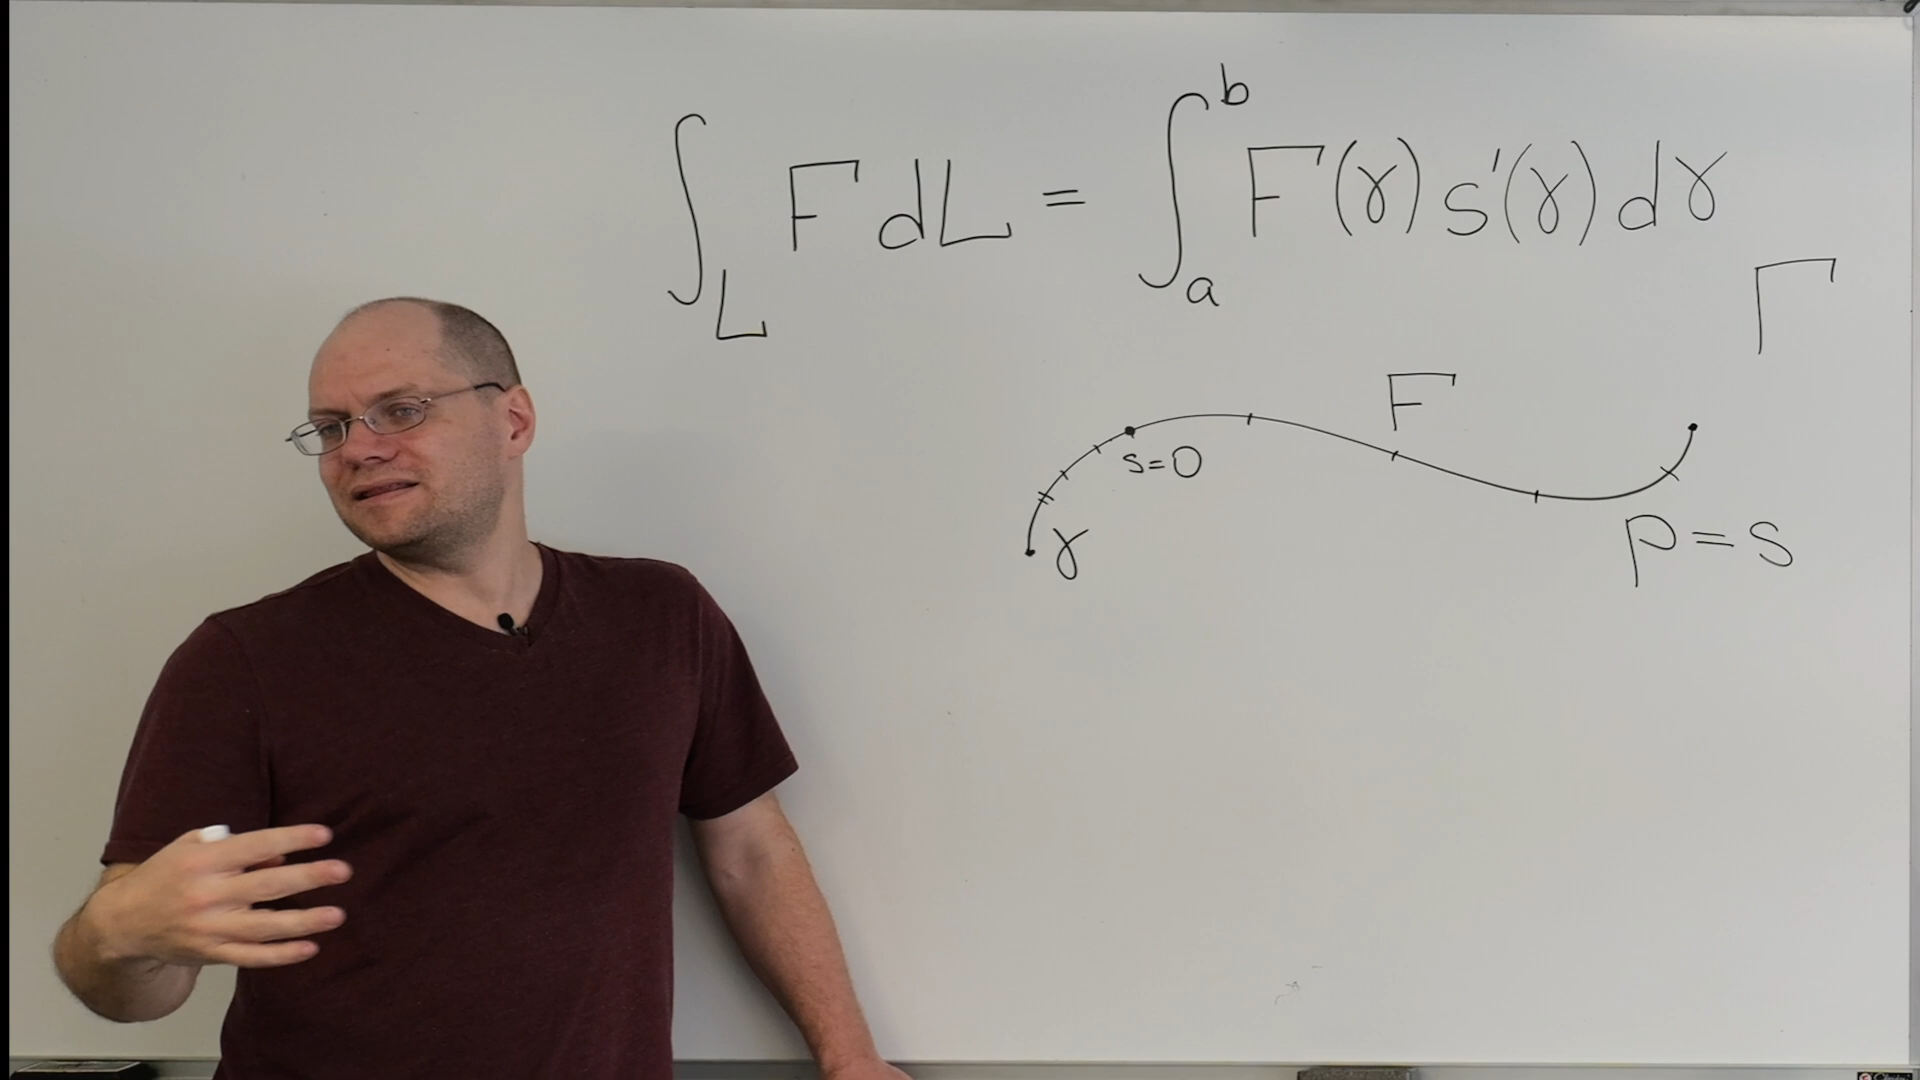 ∫_L F dL = ∫_a^b F(γ) s'(γ) dγ
Γ
F
s=0
γ
p=s